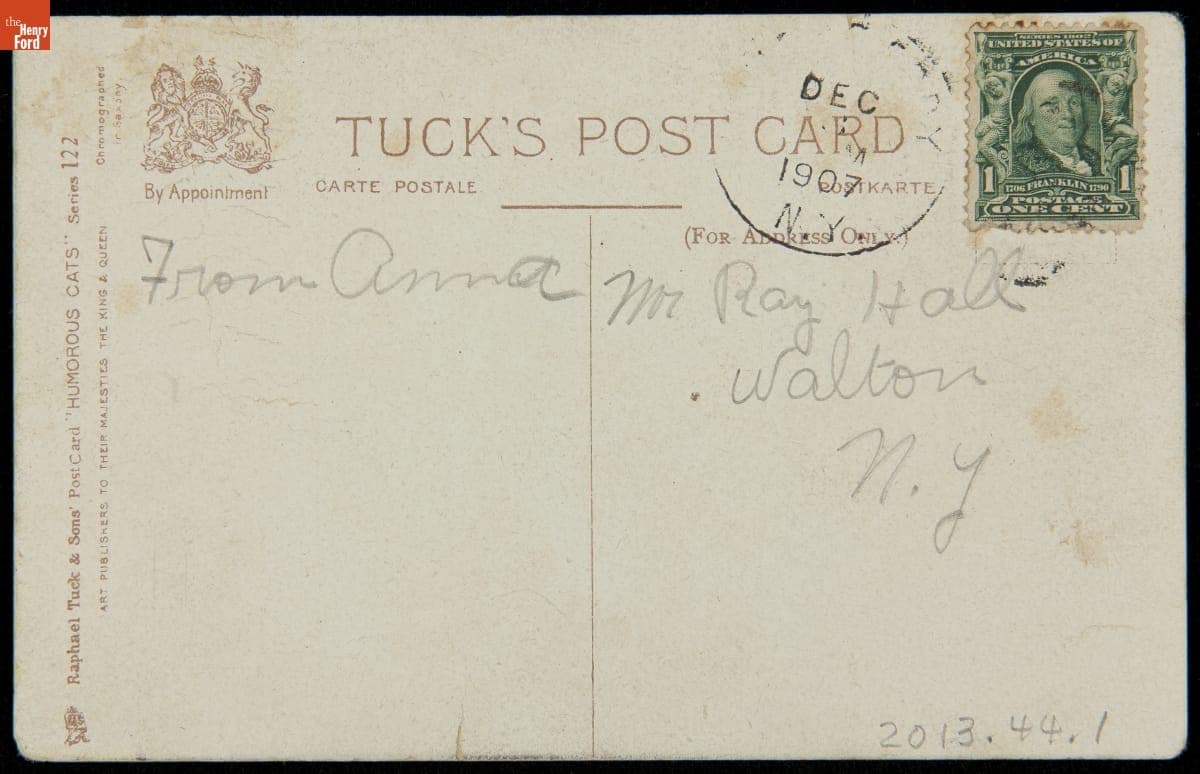 the
Henry
Ford
Raphael Tuck & Sons' Post Card "HUMOROUS CATS" Series 122
ART PUBLISHERS TO THEIR MAJESTIES THE KING & QUEEN
Chromographed
in Saxony
By Appointment
TUCK'S POST CARD
CARTE POSTALE
POSTKARTE
(FOR ADDRESS ONLY.)
DEC
1907
N.Y.
SERIES 1902
UNITED STATES OF
AMERICA
1706 FRANKLIN 1790
1 1
POSTAGE
ONE CENT
From Anna
Mr Ray Hall
Walton
N.Y
2013.44.1